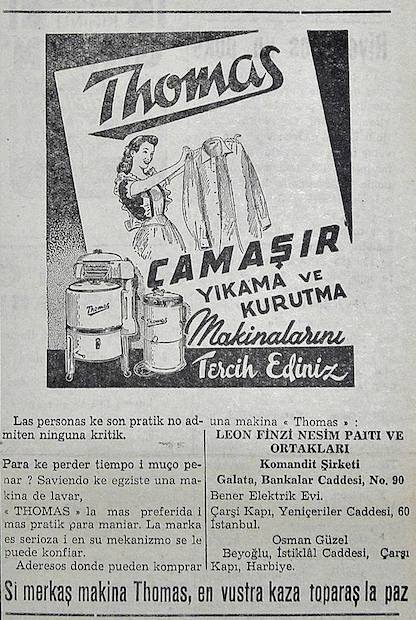 Thomas
ÇAMAŞIR
YIKAMA VE
KURUTMA
Makinalarını
Tercih Ediniz
Thomas
Thomas
Las personas ke son pratik no ad-
miten ninguna kritik.
Para ke perder tiempo i muço pe-
nar ? Saviendo ke egziste una ma-
kina de lavar,
« THOMAS » la mas preferida i
mas pratik para maniar. La marka
es serioza i en su mekanizmo se le
puede konfiar.
Aderesos donde pueden komprar
una makina « Thomas » :
LEON FİNZİ NESİM PAITI VE
ORTAKLARI
Komandit Şirketi
Galata, Bankalar Caddesi, No. 90
Bener Elektrik Evi.
Çarşi Kapı, Yeniçeriler Caddesi, 60
İstanbul.
Osman Güzel
Beyoğlu, İstiklâl Caddesi, Çarşı
Kapı, Harbiye.
Si merkaş makina Thomas, en vustra kaza toparaş la paz